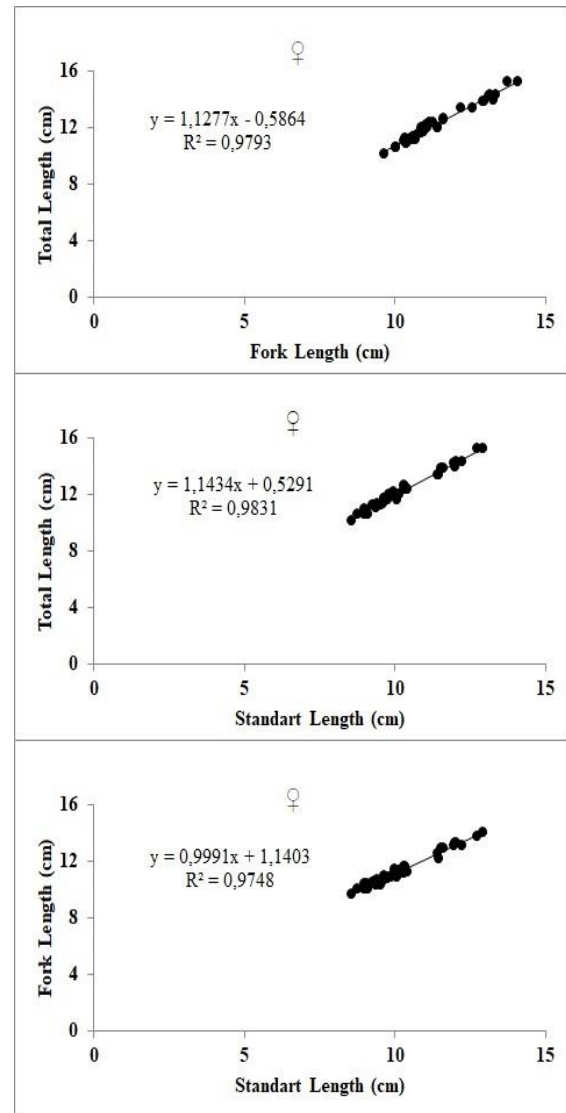 ♀
16
y = 1,1277x - 0,5864
R² = 0,9793
12
8
4
0
Total Length (cm)
0 5 10 15
Fork Length (cm)
♀
16
y = 1,1434x + 0,5291
R² = 0,9831
12
8
4
0
Total Length (cm)
0 5 10 15
Standart Length (cm)
♀
16
y = 0,9991x + 1,1403
R² = 0,9748
12
8
4
0
Fork Length (cm)
0 5 10 15
Standart Length (cm)